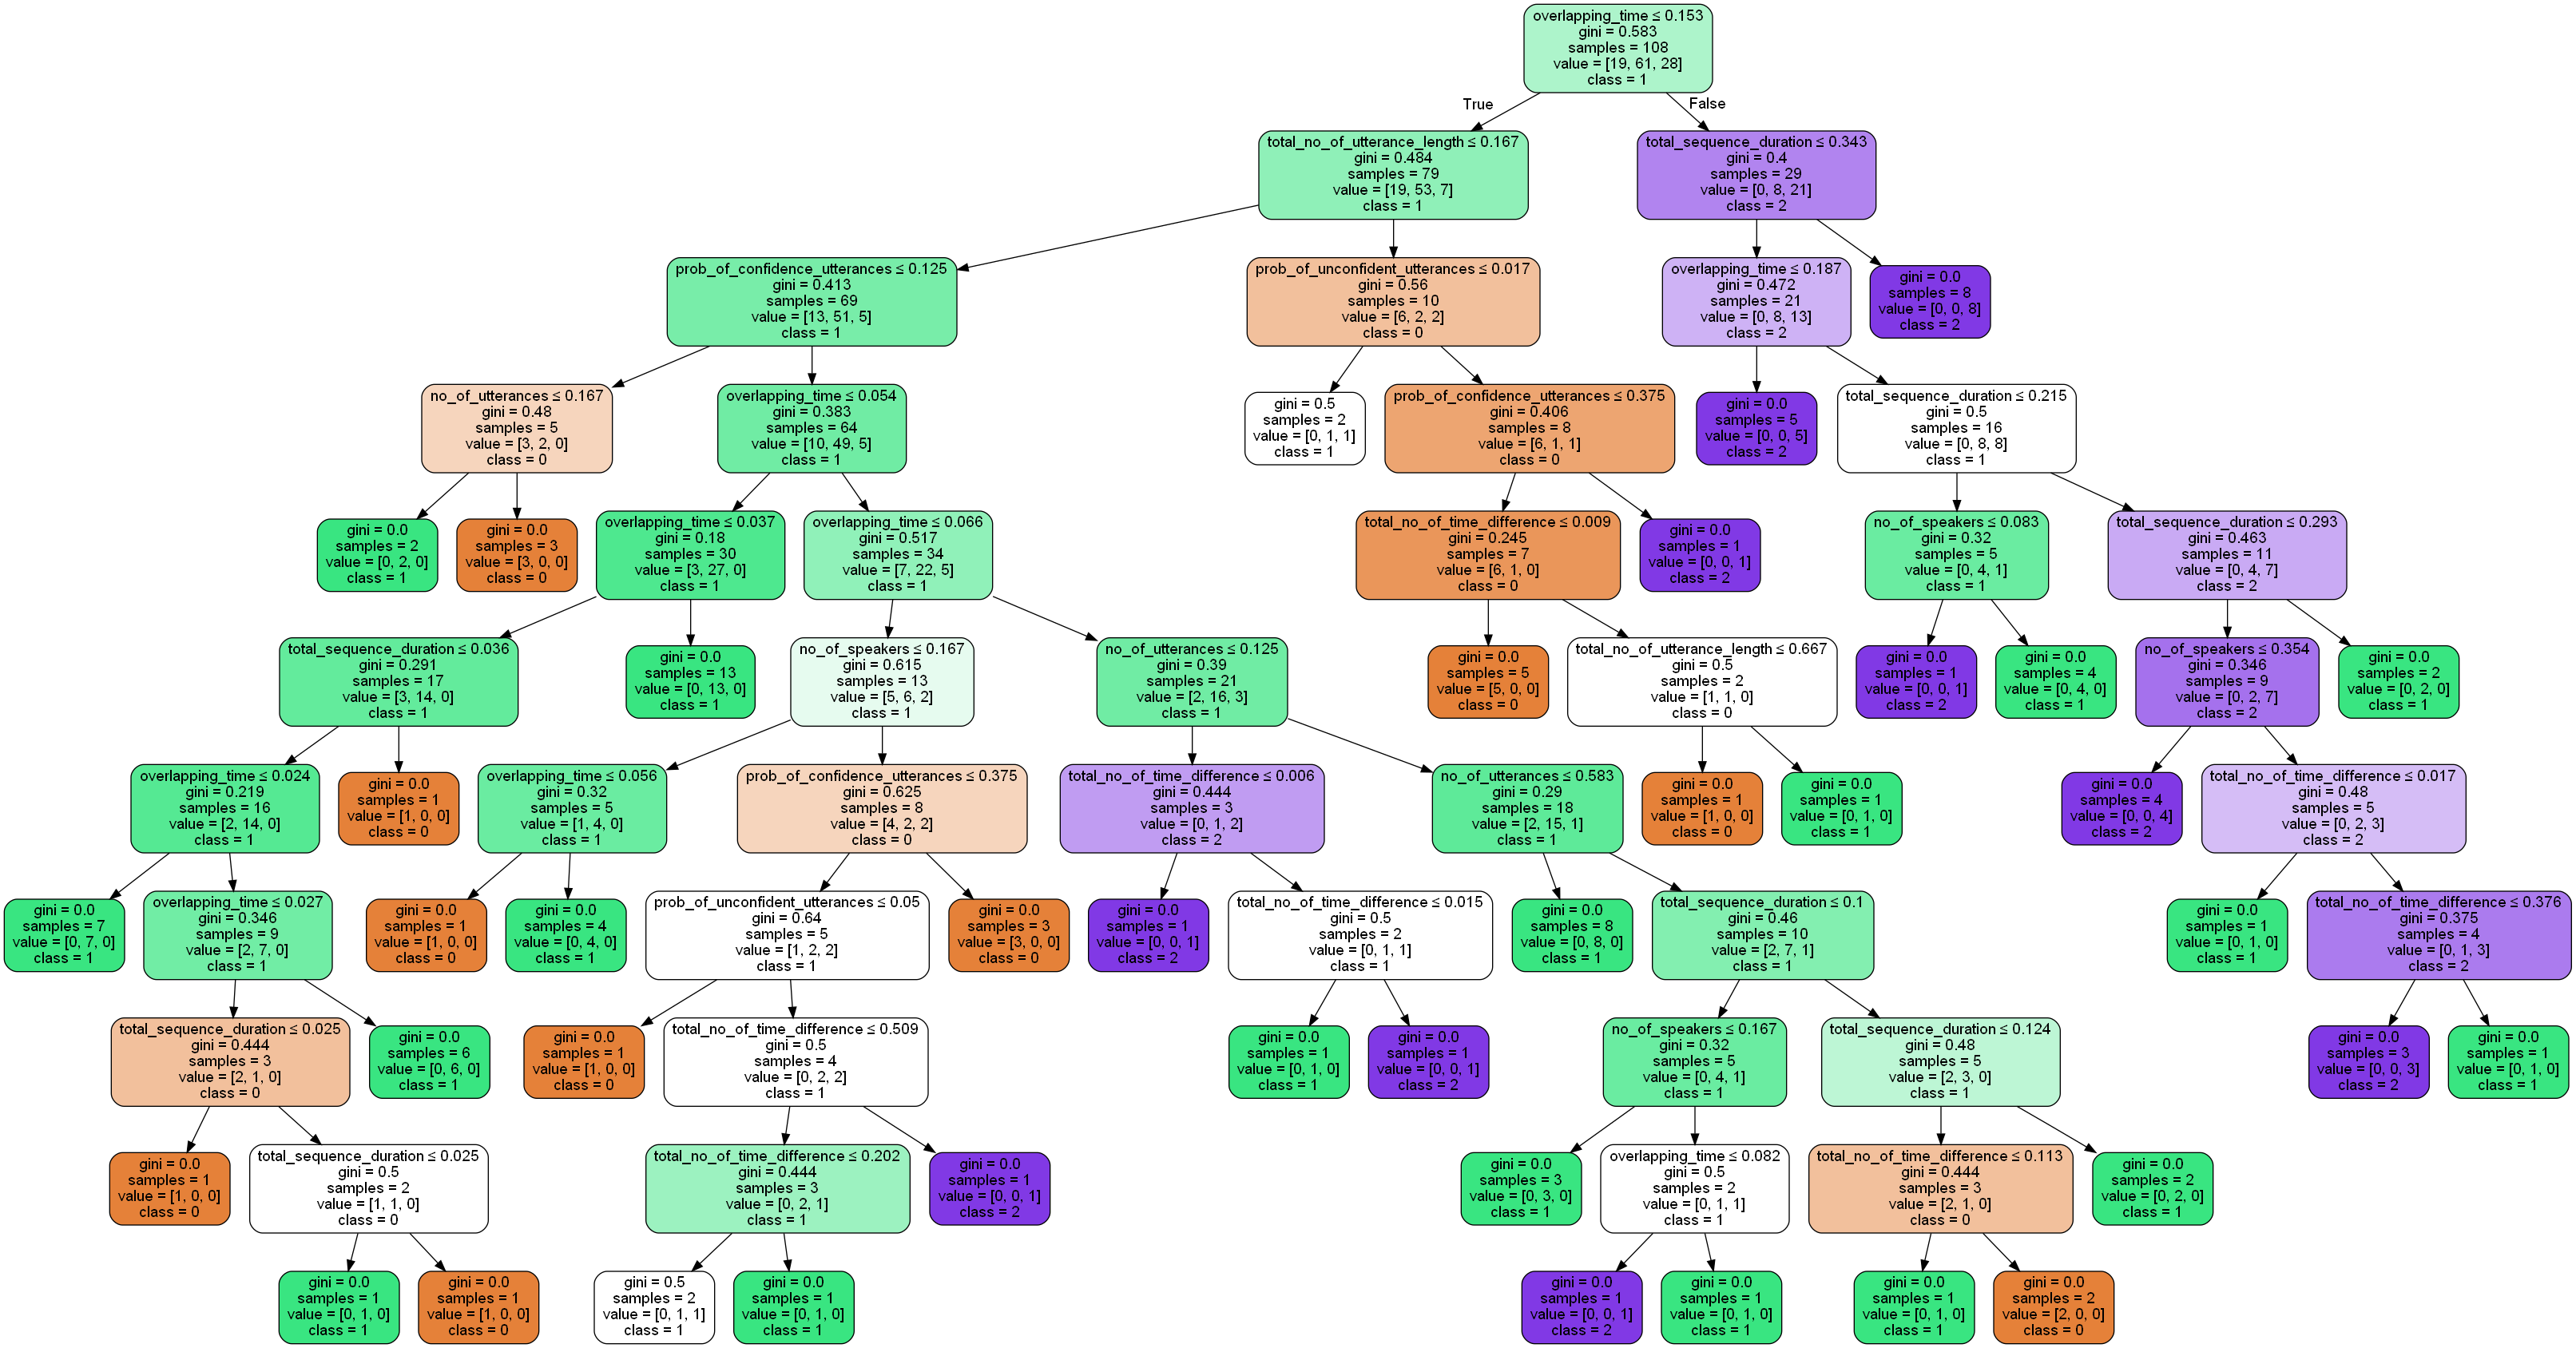 overlapping_time ≤ 0.153
gini = 0.583
samples = 108
value = [19, 61, 28]
class = 1
True
False
total_no_of_utterance_length ≤ 0.167
gini = 0.484
samples = 79
value = [19, 53, 7]
class = 1
total_sequence_duration ≤ 0.343
gini = 0.4
samples = 29
value = [0, 8, 21]
class = 2
prob_of_confidence_utterances ≤ 0.125
gini = 0.413
samples = 69
value = [13, 51, 5]
class = 1
prob_of_unconfident_utterances ≤ 0.017
gini = 0.56
samples = 10
value = [6, 2, 2]
class = 0
overlapping_time ≤ 0.187
gini = 0.472
samples = 21
value = [0, 8, 13]
class = 2
gini = 0.0
samples = 8
value = [0, 0, 8]
class = 2
no_of_utterances ≤ 0.167
gini = 0.48
samples = 5
value = [3, 2, 0]
class = 0
overlapping_time ≤ 0.054
gini = 0.383
samples = 64
value = [10, 49, 5]
class = 1
gini = 0.5
samples = 2
value = [0, 1, 1]
class = 1
prob_of_confidence_utterances ≤ 0.375
gini = 0.406
samples = 8
value = [6, 1, 1]
class = 0
gini = 0.0
samples = 5
value = [0, 0, 5]
class = 2
total_sequence_duration ≤ 0.215
gini = 0.5
samples = 16
value = [0, 8, 8]
class = 1
gini = 0.0
samples = 2
value = [0, 2, 0]
class = 1
gini = 0.0
samples = 3
value = [3, 0, 0]
class = 0
overlapping_time ≤ 0.037
gini = 0.18
samples = 30
value = [3, 27, 0]
class = 1
overlapping_time ≤ 0.066
gini = 0.517
samples = 34
value = [7, 22, 5]
class = 1
total_no_of_time_difference ≤ 0.009
gini = 0.245
samples = 7
value = [6, 1, 0]
class = 0
gini = 0.0
samples = 1
value = [0, 0, 1]
class = 2
no_of_speakers ≤ 0.083
gini = 0.32
samples = 5
value = [0, 4, 1]
class = 1
total_sequence_duration ≤ 0.293
gini = 0.463
samples = 11
value = [0, 4, 7]
class = 2
total_sequence_duration ≤ 0.036
gini = 0.291
samples = 17
value = [3, 14, 0]
class = 1
gini = 0.0
samples = 13
value = [0, 13, 0]
class = 1
no_of_speakers ≤ 0.167
gini = 0.615
samples = 13
value = [5, 6, 2]
class = 1
no_of_utterances ≤ 0.125
gini = 0.39
samples = 21
value = [2, 16, 3]
class = 1
gini = 0.0
samples = 5
value = [5, 0, 0]
class = 0
total_no_of_utterance_length ≤ 0.667
gini = 0.5
samples = 2
value = [1, 1, 0]
class = 0
gini = 0.0
samples = 1
value = [0, 0, 1]
class = 2
gini = 0.0
samples = 4
value = [0, 4, 0]
class = 1
no_of_speakers ≤ 0.354
gini = 0.346
samples = 9
value = [0, 2, 7]
class = 2
gini = 0.0
samples = 2
value = [0, 2, 0]
class = 1
overlapping_time ≤ 0.024
gini = 0.219
samples = 16
value = [2, 14, 0]
class = 1
gini = 0.0
samples = 1
value = [1, 0, 0]
class = 0
overlapping_time ≤ 0.056
gini = 0.32
samples = 5
value = [1, 4, 0]
class = 1
prob_of_confidence_utterances ≤ 0.375
gini = 0.625
samples = 8
value = [4, 2, 2]
class = 0
total_no_of_time_difference ≤ 0.006
gini = 0.444
samples = 3
value = [0, 1, 2]
class = 2
no_of_utterances ≤ 0.583
gini = 0.29
samples = 18
value = [2, 15, 1]
class = 1
gini = 0.0
samples = 1
value = [1, 0, 0]
class = 0
gini = 0.0
samples = 1
value = [0, 1, 0]
class = 1
gini = 0.0
samples = 4
value = [0, 0, 4]
class = 2
total_no_of_time_difference ≤ 0.017
gini = 0.48
samples = 5
value = [0, 2, 3]
class = 2
gini = 0.0
samples = 7
value = [0, 7, 0]
class = 1
overlapping_time ≤ 0.027
gini = 0.346
samples = 9
value = [2, 7, 0]
class = 1
gini = 0.0
samples = 1
value = [1, 0, 0]
class = 0
gini = 0.0
samples = 4
value = [0, 4, 0]
class = 1
prob_of_unconfident_utterances ≤ 0.05
gini = 0.64
samples = 5
value = [1, 2, 2]
class = 1
gini = 0.0
samples = 3
value = [3, 0, 0]
class = 0
gini = 0.0
samples = 1
value = [0, 0, 1]
class = 2
total_no_of_time_difference ≤ 0.015
gini = 0.5
samples = 2
value = [0, 1, 1]
class = 1
gini = 0.0
samples = 8
value = [0, 8, 0]
class = 1
total_sequence_duration ≤ 0.1
gini = 0.46
samples = 10
value = [2, 7, 1]
class = 1
gini = 0.0
samples = 1
value = [0, 1, 0]
class = 1
total_no_of_time_difference ≤ 0.376
gini = 0.375
samples = 4
value = [0, 1, 3]
class = 2
total_sequence_duration ≤ 0.025
gini = 0.444
samples = 3
value = [2, 1, 0]
class = 0
gini = 0.0
samples = 6
value = [0, 6, 0]
class = 1
gini = 0.0
samples = 1
value = [1, 0, 0]
class = 0
total_no_of_time_difference ≤ 0.509
gini = 0.5
samples = 4
value = [0, 2, 2]
class = 1
gini = 0.0
samples = 1
value = [0, 1, 0]
class = 1
gini = 0.0
samples = 1
value = [0, 0, 1]
class = 2
no_of_speakers ≤ 0.167
gini = 0.32
samples = 5
value = [0, 4, 1]
class = 1
total_sequence_duration ≤ 0.124
gini = 0.48
samples = 5
value = [2, 3, 0]
class = 1
gini = 0.0
samples = 3
value = [0, 0, 3]
class = 2
gini = 0.0
samples = 1
value = [0, 1, 0]
class = 1
gini = 0.0
samples = 1
value = [1, 0, 0]
class = 0
total_sequence_duration ≤ 0.025
gini = 0.5
samples = 2
value = [1, 1, 0]
class = 0
total_no_of_time_difference ≤ 0.202
gini = 0.444
samples = 3
value = [0, 2, 1]
class = 1
gini = 0.0
samples = 1
value = [0, 0, 1]
class = 2
gini = 0.0
samples = 3
value = [0, 3, 0]
class = 1
overlapping_time ≤ 0.082
gini = 0.5
samples = 2
value = [0, 1, 1]
class = 1
total_no_of_time_difference ≤ 0.113
gini = 0.444
samples = 3
value = [2, 1, 0]
class = 0
gini = 0.0
samples = 2
value = [0, 2, 0]
class = 1
gini = 0.0
samples = 1
value = [0, 1, 0]
class = 1
gini = 0.0
samples = 1
value = [1, 0, 0]
class = 0
gini = 0.5
samples = 2
value = [0, 1, 1]
class = 1
gini = 0.0
samples = 1
value = [0, 1, 0]
class = 1
gini = 0.0
samples = 1
value = [0, 0, 1]
class = 2
gini = 0.0
samples = 1
value = [0, 1, 0]
class = 1
gini = 0.0
samples = 1
value = [0, 1, 0]
class = 1
gini = 0.0
samples = 2
value = [2, 0, 0]
class = 0